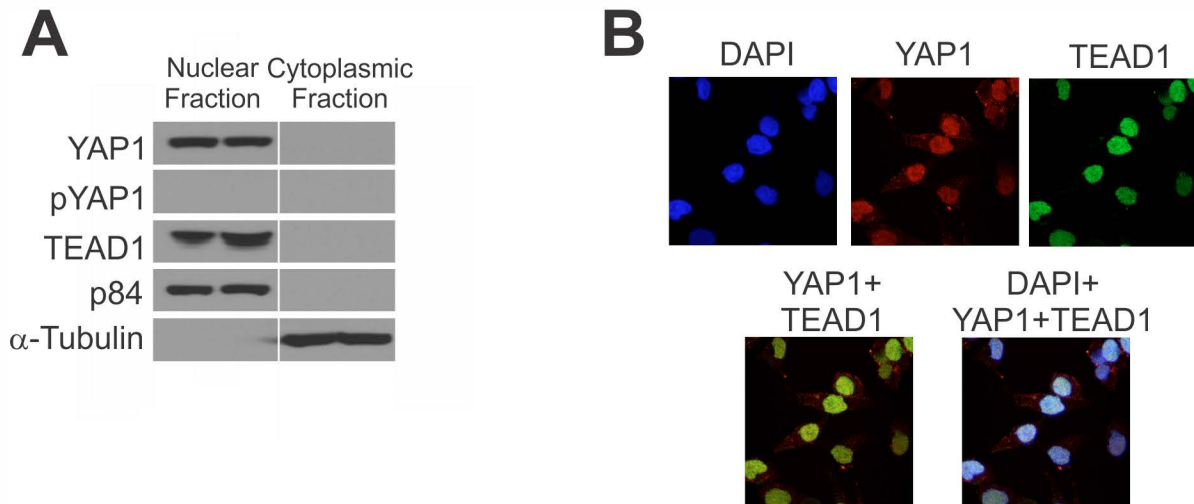 A
Nuclear Cytoplasmic
Fraction Fraction
YAP1
pYAP1
TEAD1
p84
α-Tubulin
B
DAPI YAP1 TEAD1
YAP1+
TEAD1
DAPI+
YAP1+TEAD1